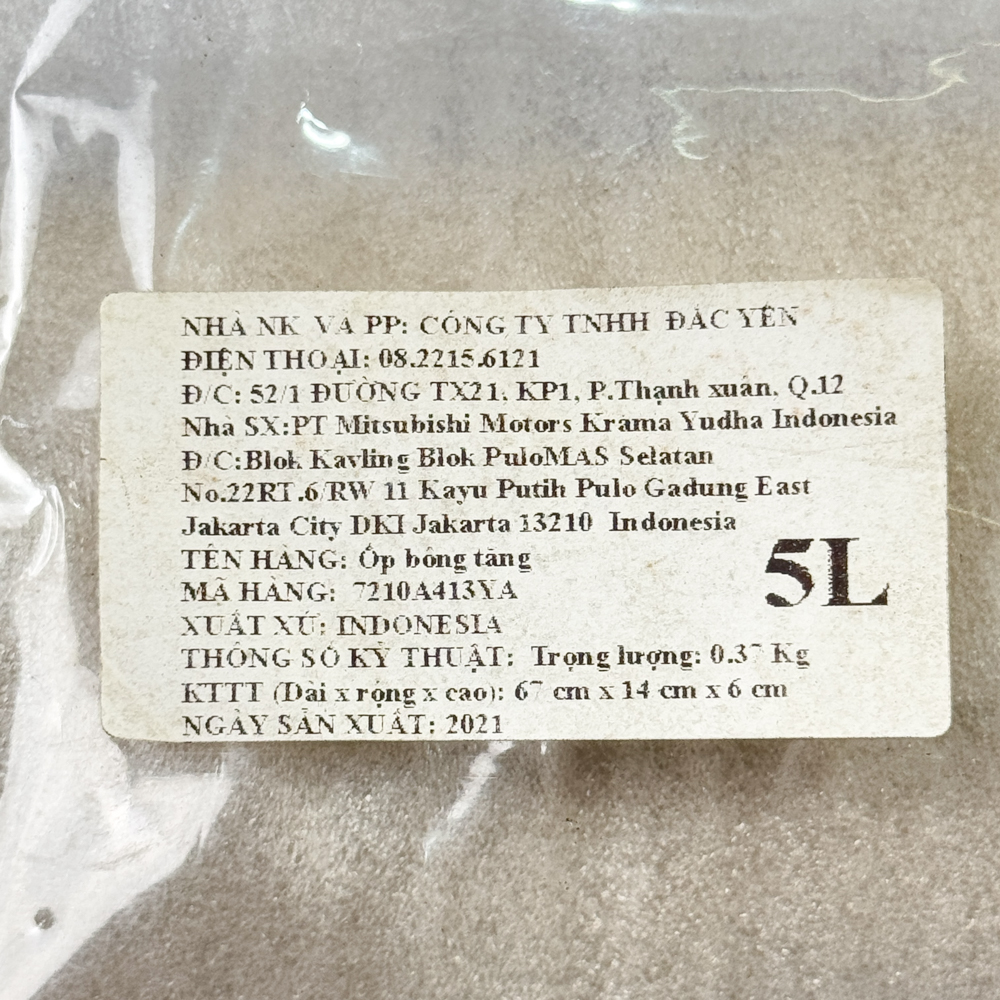 NHÀ NK VÀ PP: CÔNG TY TNHH ĐẮC YẾN
ĐIỆN THOẠI: 08.2215.6121
Đ/C: 52/1 ĐƯỜNG TX21, KP1, P.Thạnh xuân, Q.12
Nhà SX:PT Mitsubishi Motors Krama Yudha Indonesia
Đ/C:Blok Kavling Blok PuloMAS Selatan
No.22RT.6/RW 11 Kayu Putih Pulo Gadung East
Jakarta City DKI Jakarta 13210 Indonesia
TÊN HÀNG: Ốp bông tăng
MÃ HÀNG: 7210A413YA
5L
XUẤT XỨ: INDONESIA
THÔNG SỐ KỸ THUẬT: Trọng lượng: 0.37 Kg
KTTT (Dài x rộng x cao): 67 cm x 14 cm x 6 cm
NGÀY SẢN XUẤT: 2021